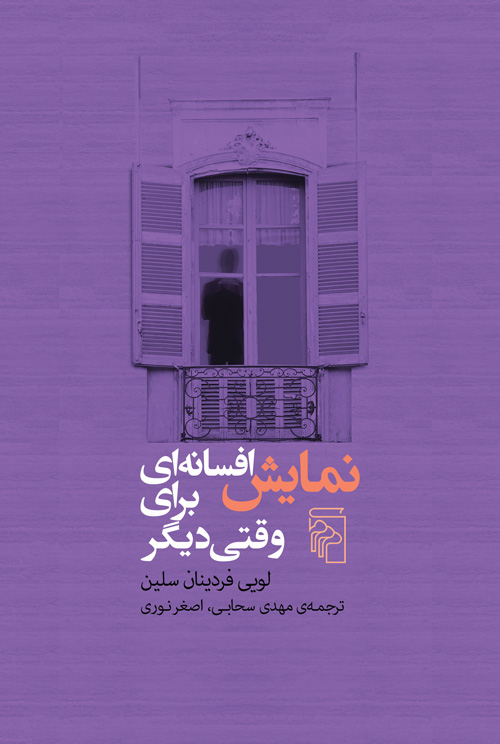 نمایش افسانه‌ای
برای
وقتی دیگر
لویی فردینان سلین
ترجمه‌ی مهدی سحابی، اصغر نوری